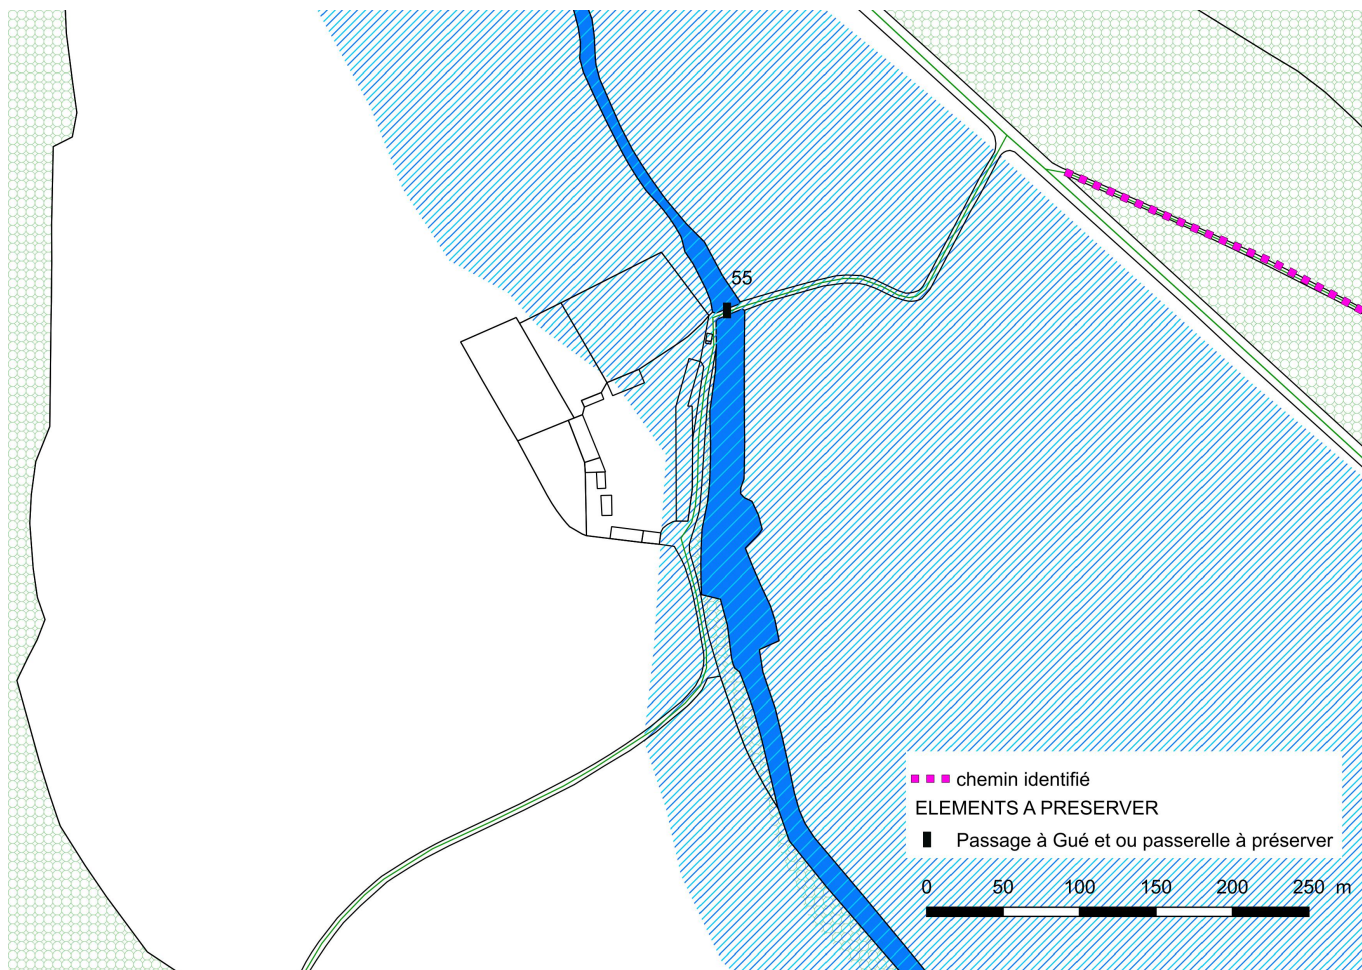 55
chemin identifié
ELEMENTS A PRESERVER
Passage à Gué et ou passerelle à préserver
0 50 100 150 200 250 m